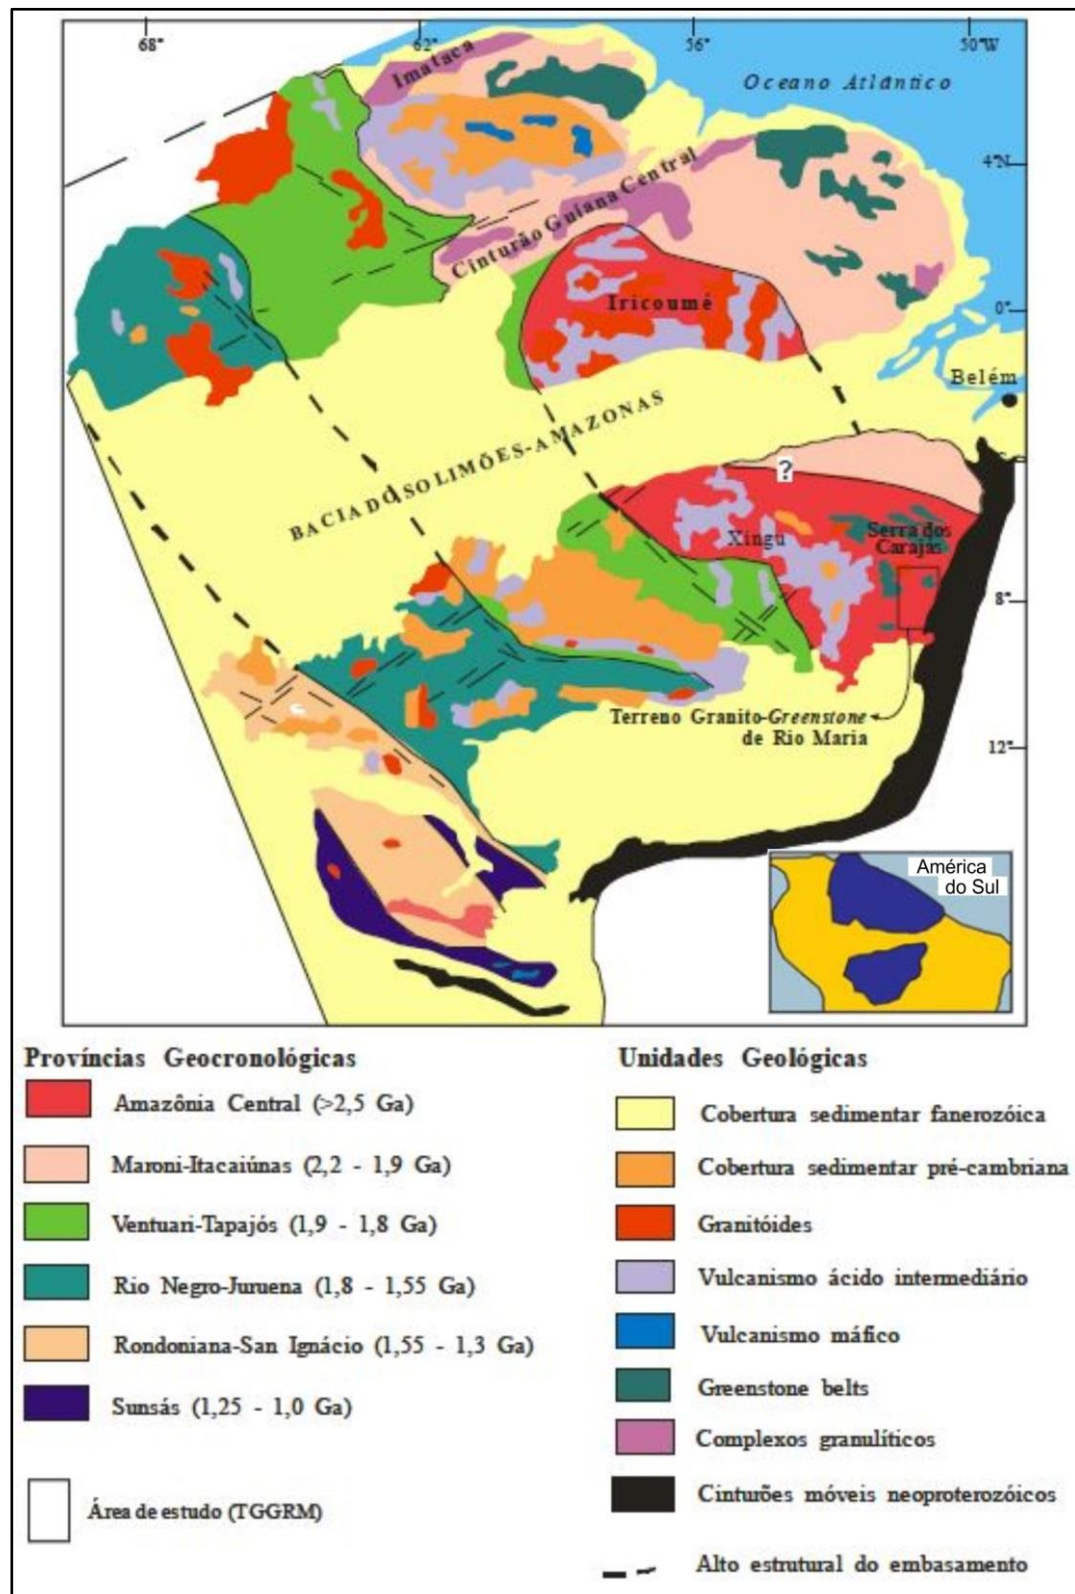 68°
62°
56°
50°W
Imataca
Oceano Atlântico
4°N
Cinturão Guiana Central
Iricoumé
0°
Belém
BACIA DO SOLIMÕES-AMAZONAS
?
Xingu
Serra dos
Carajás
8°
Terreno Granito-Greenstone
de Rio Maria
12°
América
do Sul
Províncias Geocronológicas
Amazônia Central (>2,5 Ga)
Maroni-Itacaiúnas (2,2 - 1,9 Ga)
Ventuari-Tapajós (1,9 - 1,8 Ga)
Rio Negro-Juruena (1,8 - 1,55 Ga)
Rondoniana-San Ignácio (1,55 - 1,3 Ga)
Sunsás (1,25 - 1,0 Ga)
Área de estudo (TGGRM)
Unidades Geológicas
Cobertura sedimentar fanerozóica
Cobertura sedimentar pré-cambriana
Granitóides
Vulcanismo ácido intermediário
Vulcanismo máfico
Greenstone belts
Complexos granulíticos
Cinturões móveis neoproterozóicos
Alto estrutural do embasamento